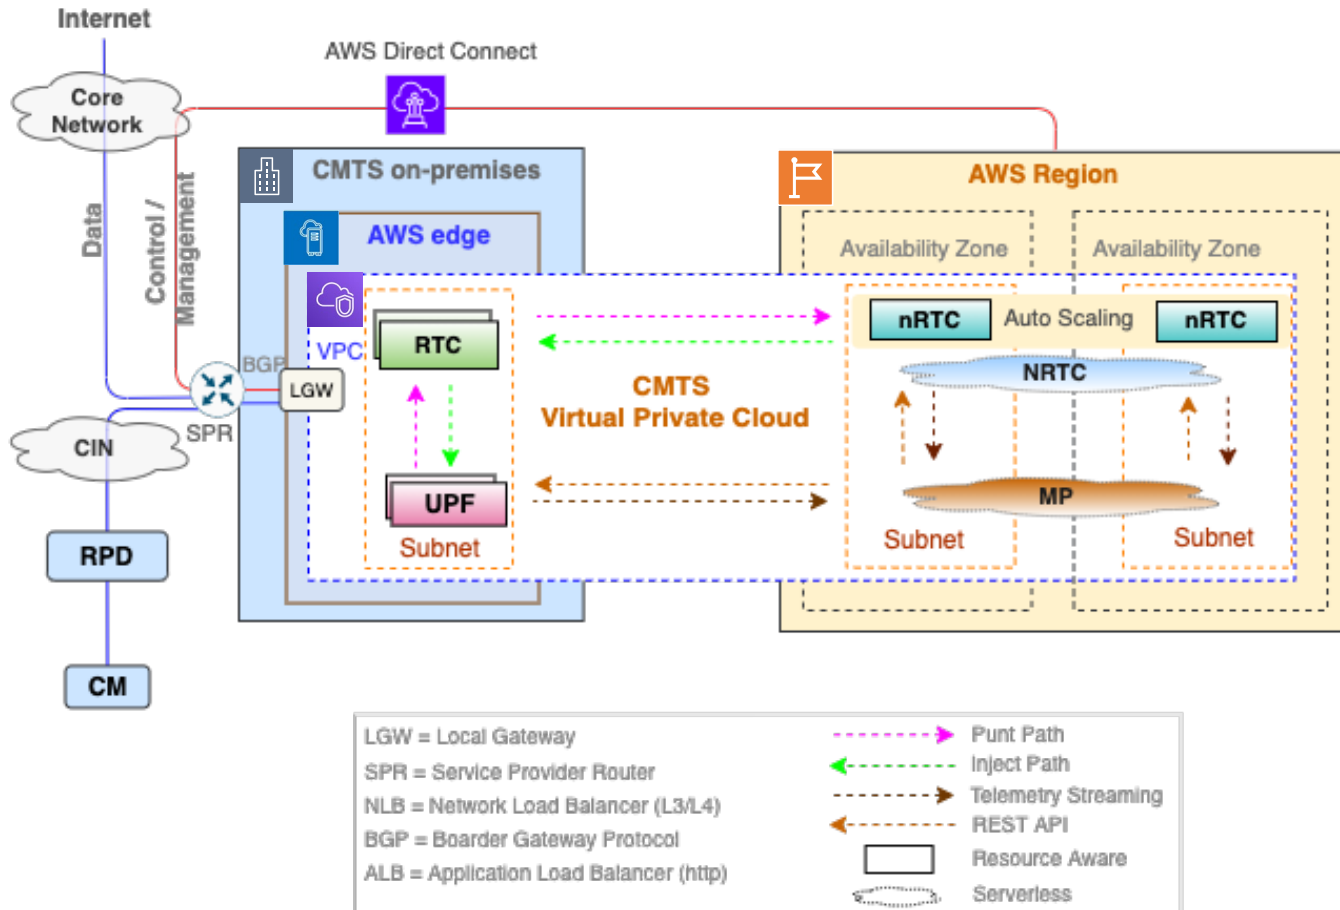 Internet
AWS Direct Connect
Core
Network
Data
Control /
Management
CMTS on-premises
AWS Region
AWS edge
Availability Zone
Availability Zone
VPC
RTC
nRTC
Auto Scaling
nRTC
BGP
LGW
NRTC
CMTS
Virtual Private Cloud
SPR
CIN
UPF
MP
Subnet
Subnet
Subnet
RPD
CM
LGW = Local Gateway
SPR = Service Provider Router
NLB = Network Load Balancer (L3/L4)
BGP = Boarder Gateway Protocol
ALB = Application Load Balancer (http)
Punt Path
Inject Path
Telemetry Streaming
REST API
Resource Aware
Serverless